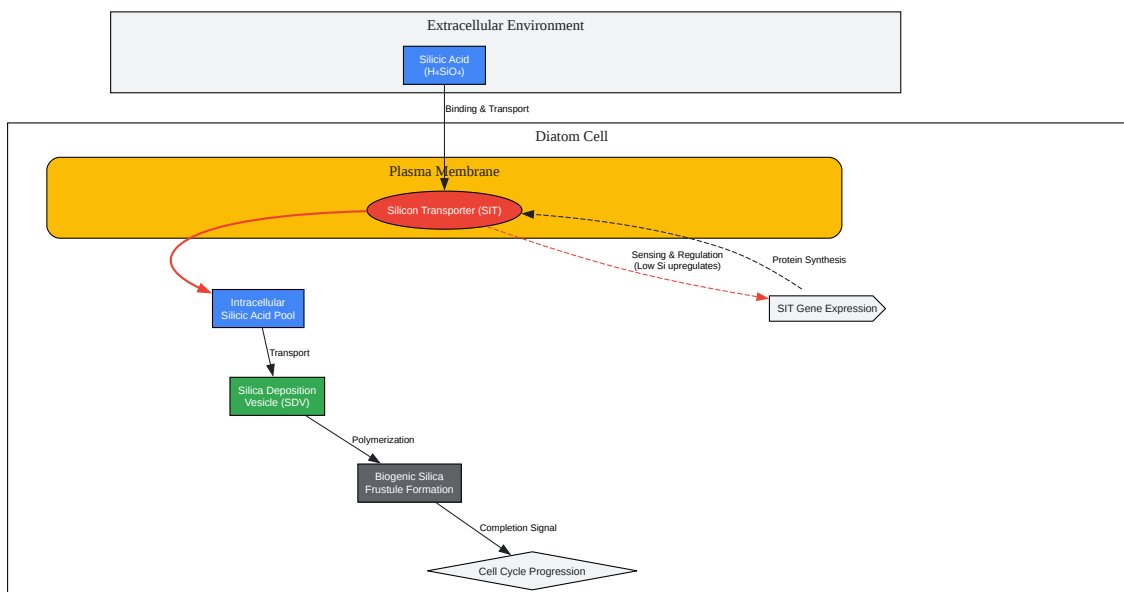 Extracellular Environment
Silicic Acid
(H₄SiO₄)
Binding & Transport
Diatom Cell
Plasma Membrane
Silicon Transporter (SIT)
Sensing & Regulation
(Low Si upregulates)
Protein Synthesis
Intracellular
Silicic Acid Pool
SIT Gene Expression
Transport
Silica Deposition
Vesicle (SDV)
Polymerization
Biogenic Silica
Frustule Formation
Completion Signal
Cell Cycle Progression